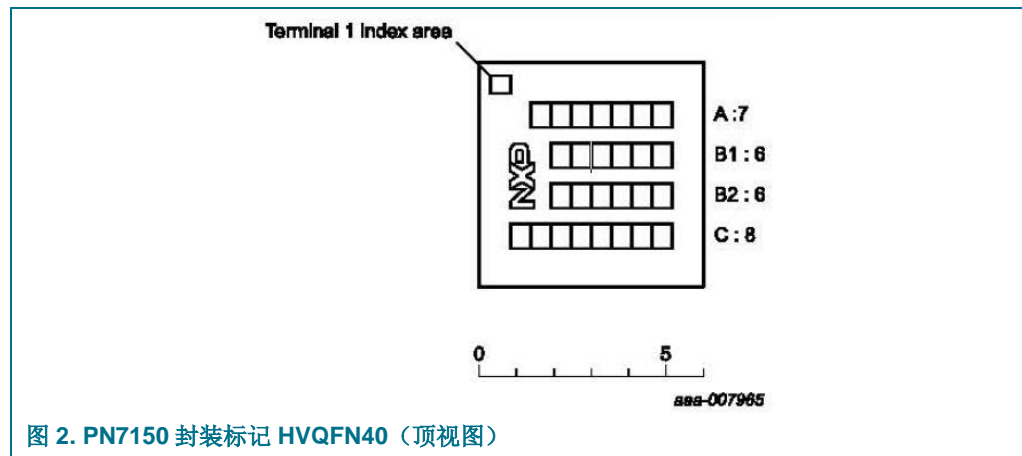 Terminal 1 index area
A :7
B1 : 6
NXP
B2 : 6
C : 8
0 5
aaa-007965
图 2. PN7150 封装标记 HVQFN40（顶视图）